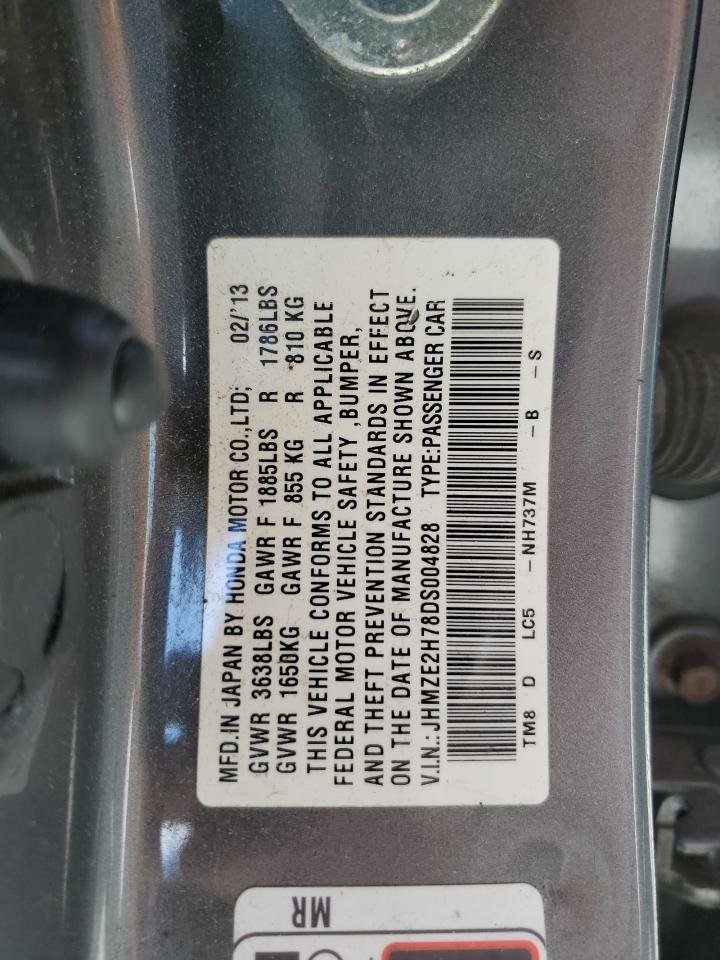 MFD.IN JAPAN BY HONDA MOTOR CO.,LTD; 02/'13
GVWR 3638LBS GAWR F 1885LBS R 1786LBS
GVWR 1650KG GAWR F 855 KG R 810 KG
THIS VEHICLE CONFORMS TO ALL APPLICABLE
FEDERAL MOTOR VEHICLE SAFETY ,BUMPER,
AND THEFT PREVENTION STANDARDS IN EFFECT
ON THE DATE OF MANUFACTURE SHOWN ABOVE.
V.I.N.: JHMZE2H78DS004828 TYPE:PASSENGER CAR
TM8 D LC5 -NH737M -B -S
MR